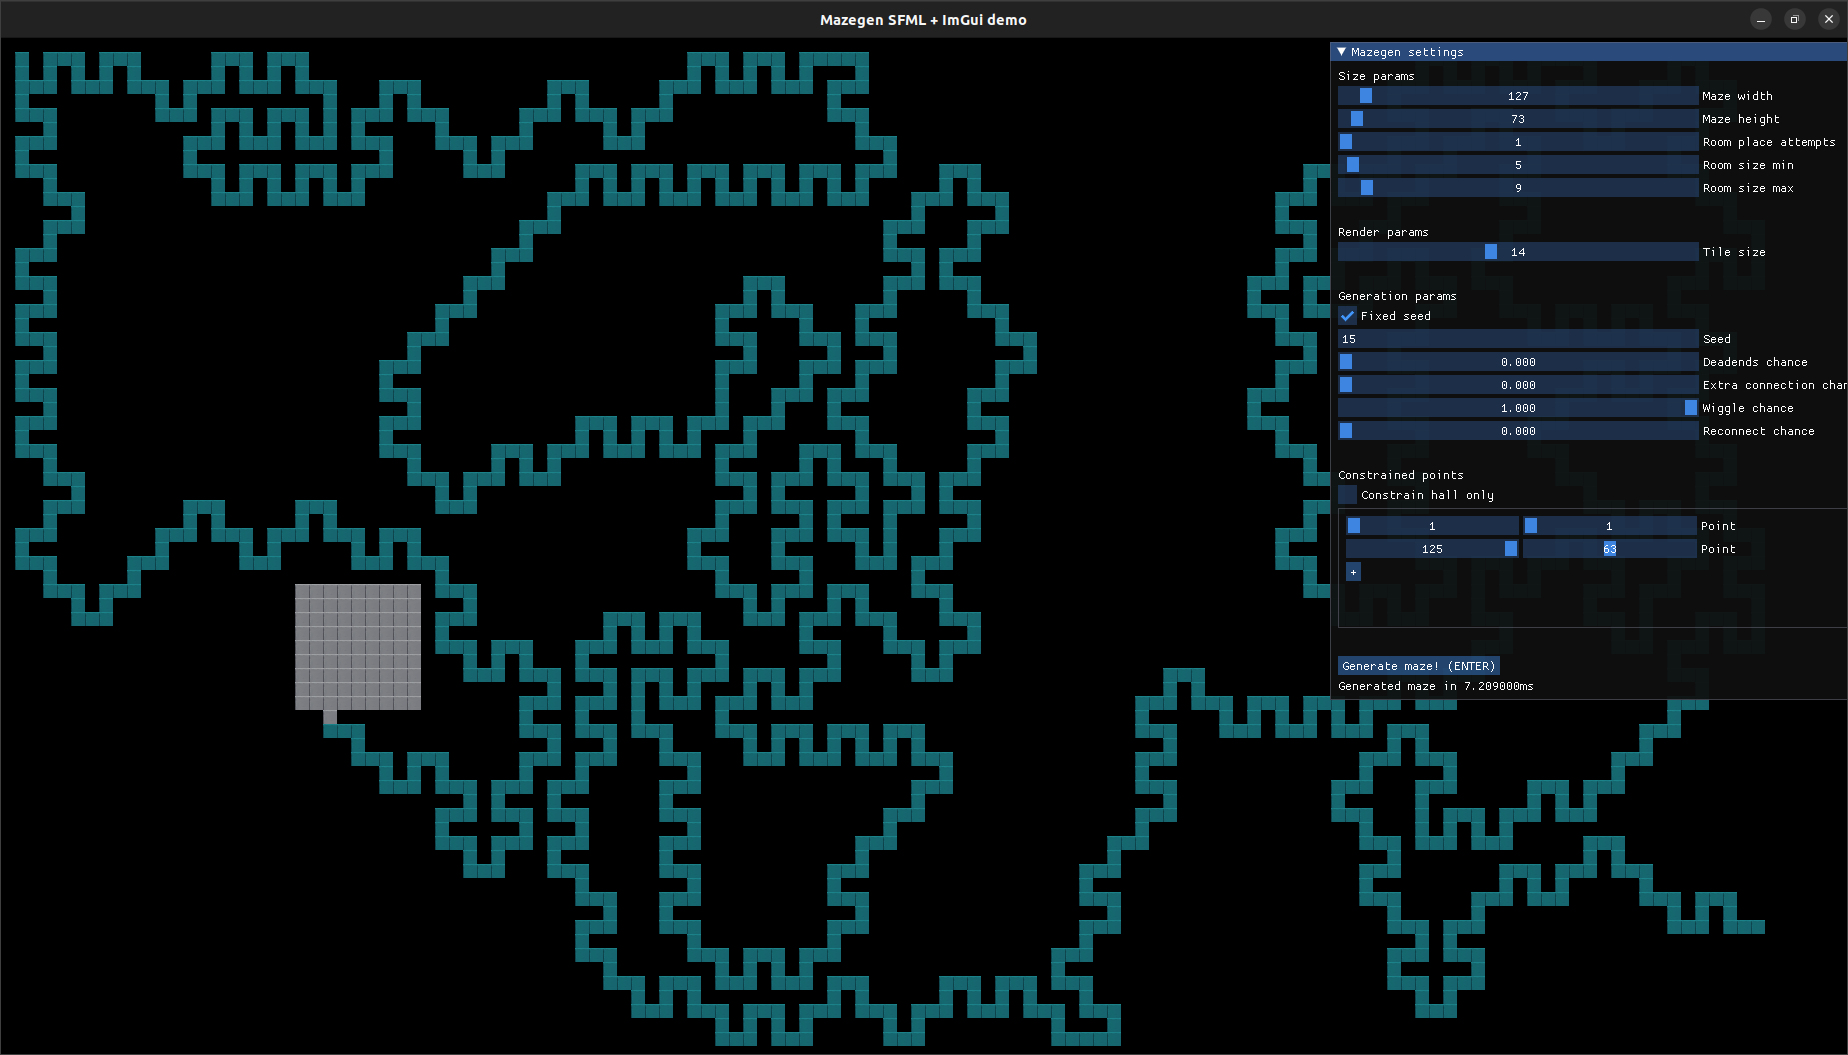 Mazegen SFML + ImGui demo
Mazegen settings
Size params
127 Maze width
73 Maze height
1 Room place attempts
5 Room size min
9 Room size max
Render params
14 Tile size
Generation params
Fixed seed
15 Seed
0.000 Deadends chance
0.000 Extra connection chan
1.000 Wiggle chance
0.000 Reconnect chance
Constrained points
Constrain hall only
1 1 Point
125 63 Point
+
Generate maze! (ENTER)
Generated maze in 7.209000ms